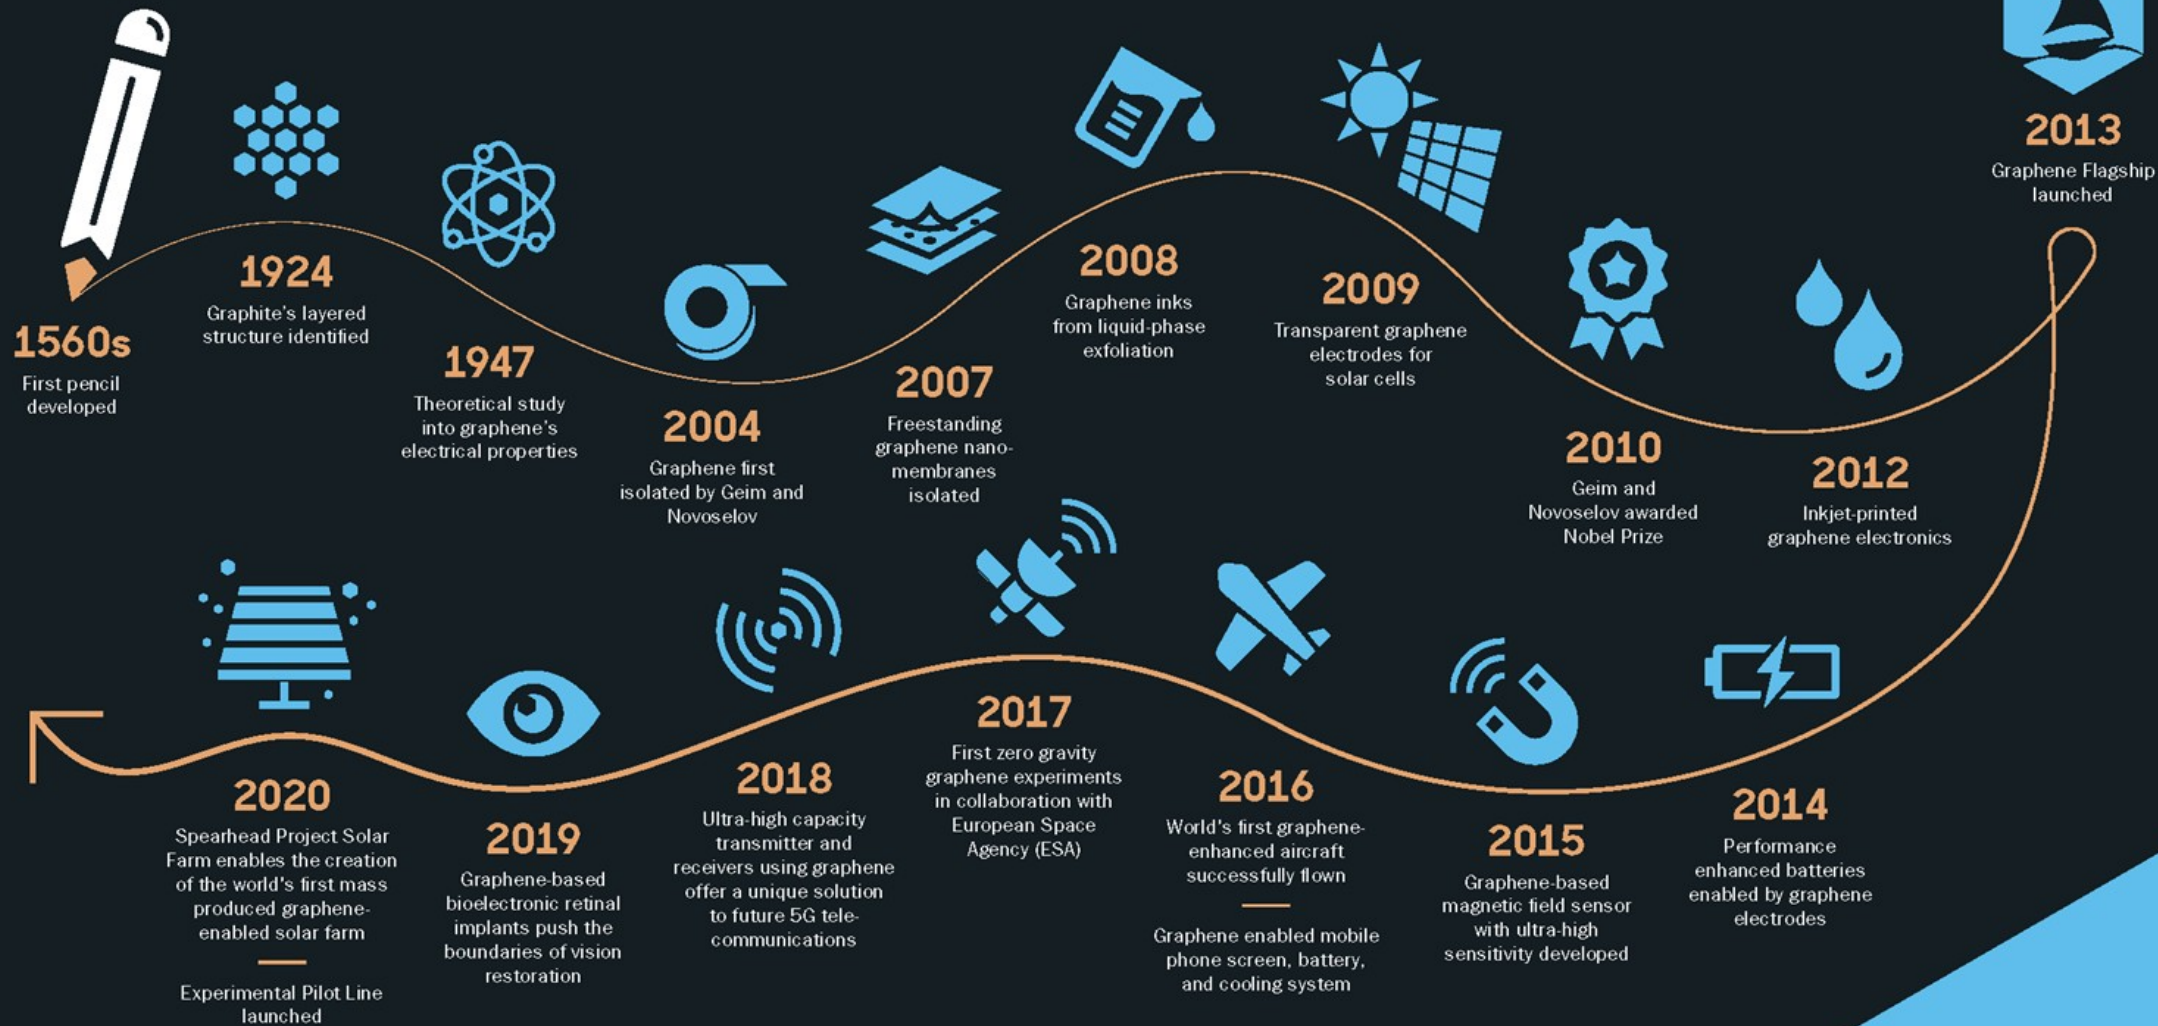 1560s
First pencil
developed
1924
Graphite's layered
structure identified
1947
Theoretical study
into graphene's
electrical properties
2004
Graphene first
isolated by Geim and
Novoselov
2007
Freestanding
graphene nano-
membranes
isolated
2008
Graphene inks
from liquid-phase
exfoliation
2009
Transparent graphene
electrodes for
solar cells
2010
Geim and
Novoselov awarded
Nobel Prize
2012
Inkjet-printed
graphene electronics
2013
Graphene Flagship
launched
2014
Performance
enhanced batteries
enabled by graphene
electrodes
2015
Graphene-based
magnetic field sensor
with ultra-high
sensitivity developed
2016
World's first graphene-
enhanced aircraft
successfully flown
Graphene enabled mobile
phone screen, battery,
and cooling system
2017
First zero gravity
graphene experiments
in collaboration with
European Space
Agency (ESA)
2018
Ultra-high capacity
transmitter and
receivers using graphene
offer a unique solution
to future 5G tele-
communications
2019
Graphene-based
bioelectronic retinal
implants push the
boundaries of vision
restoration
2020
Spearhead Project Solar
Farm enables the creation
of the world's first mass
produced graphene-
enabled solar farm
Experimental Pilot Line
launched